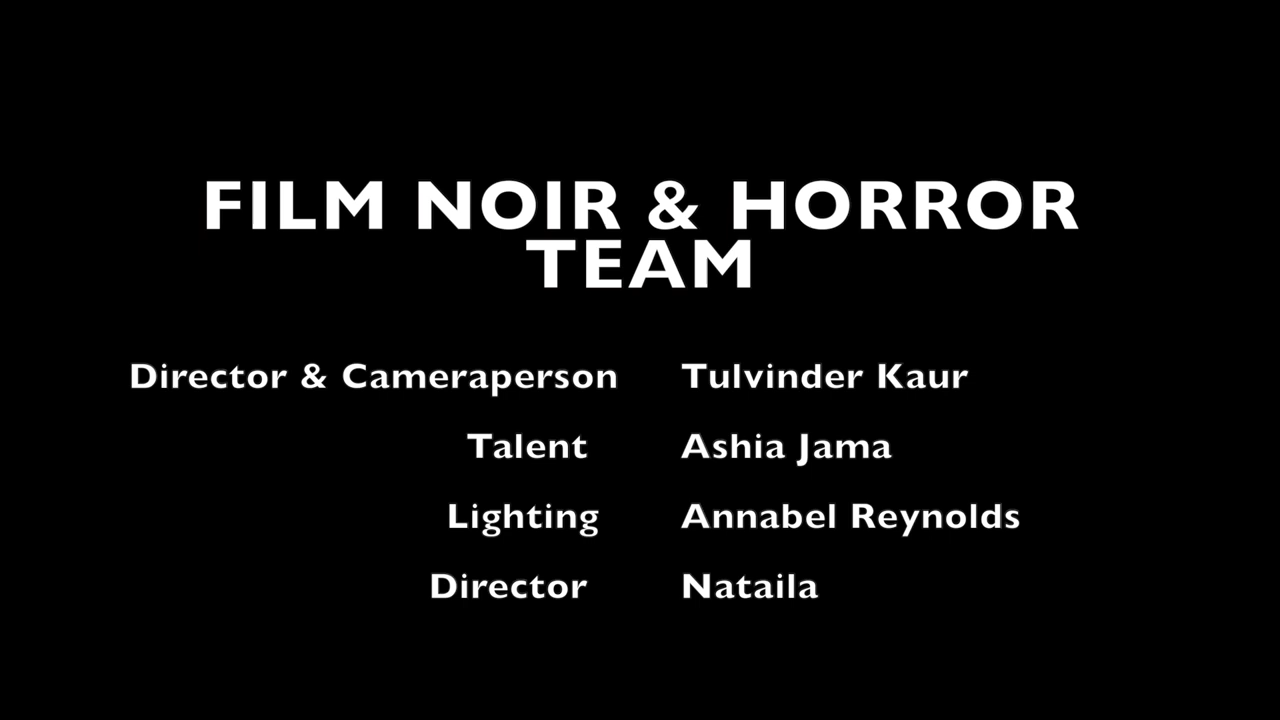 FILM NOIR & HORROR
TEAM
Director & Cameraperson Tulvinder Kaur
Talent Ashia Jama
Lighting Annabel Reynolds
Director Nataila